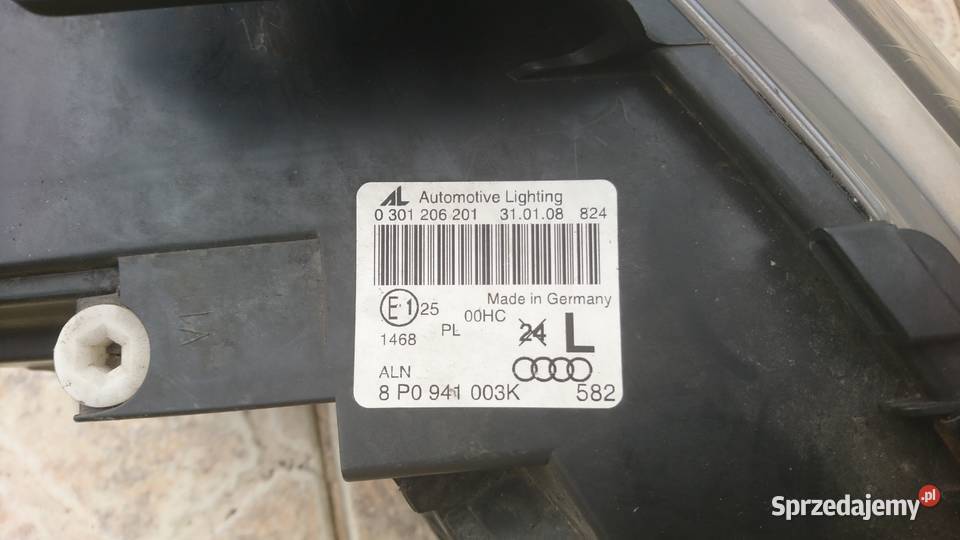 AL Automotive Lighting
0 301 206 201 31.01.08 824
Made in Germany
E1 25 00HC
1468 PL 24 L
ALN
8 P0 941 003K 582
VI
Sprzedajemy.pl